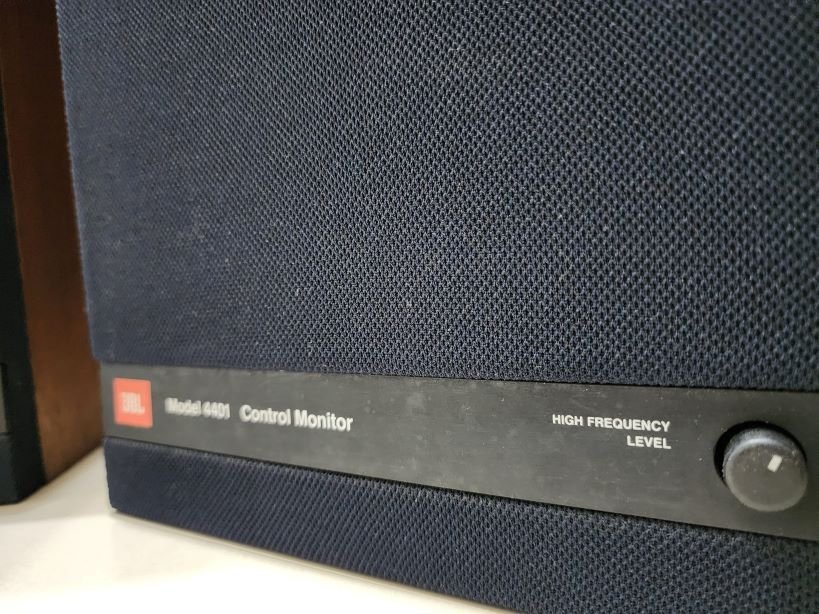 JBL Model 4401 Control Monitor
HIGH FREQUENCY
LEVEL